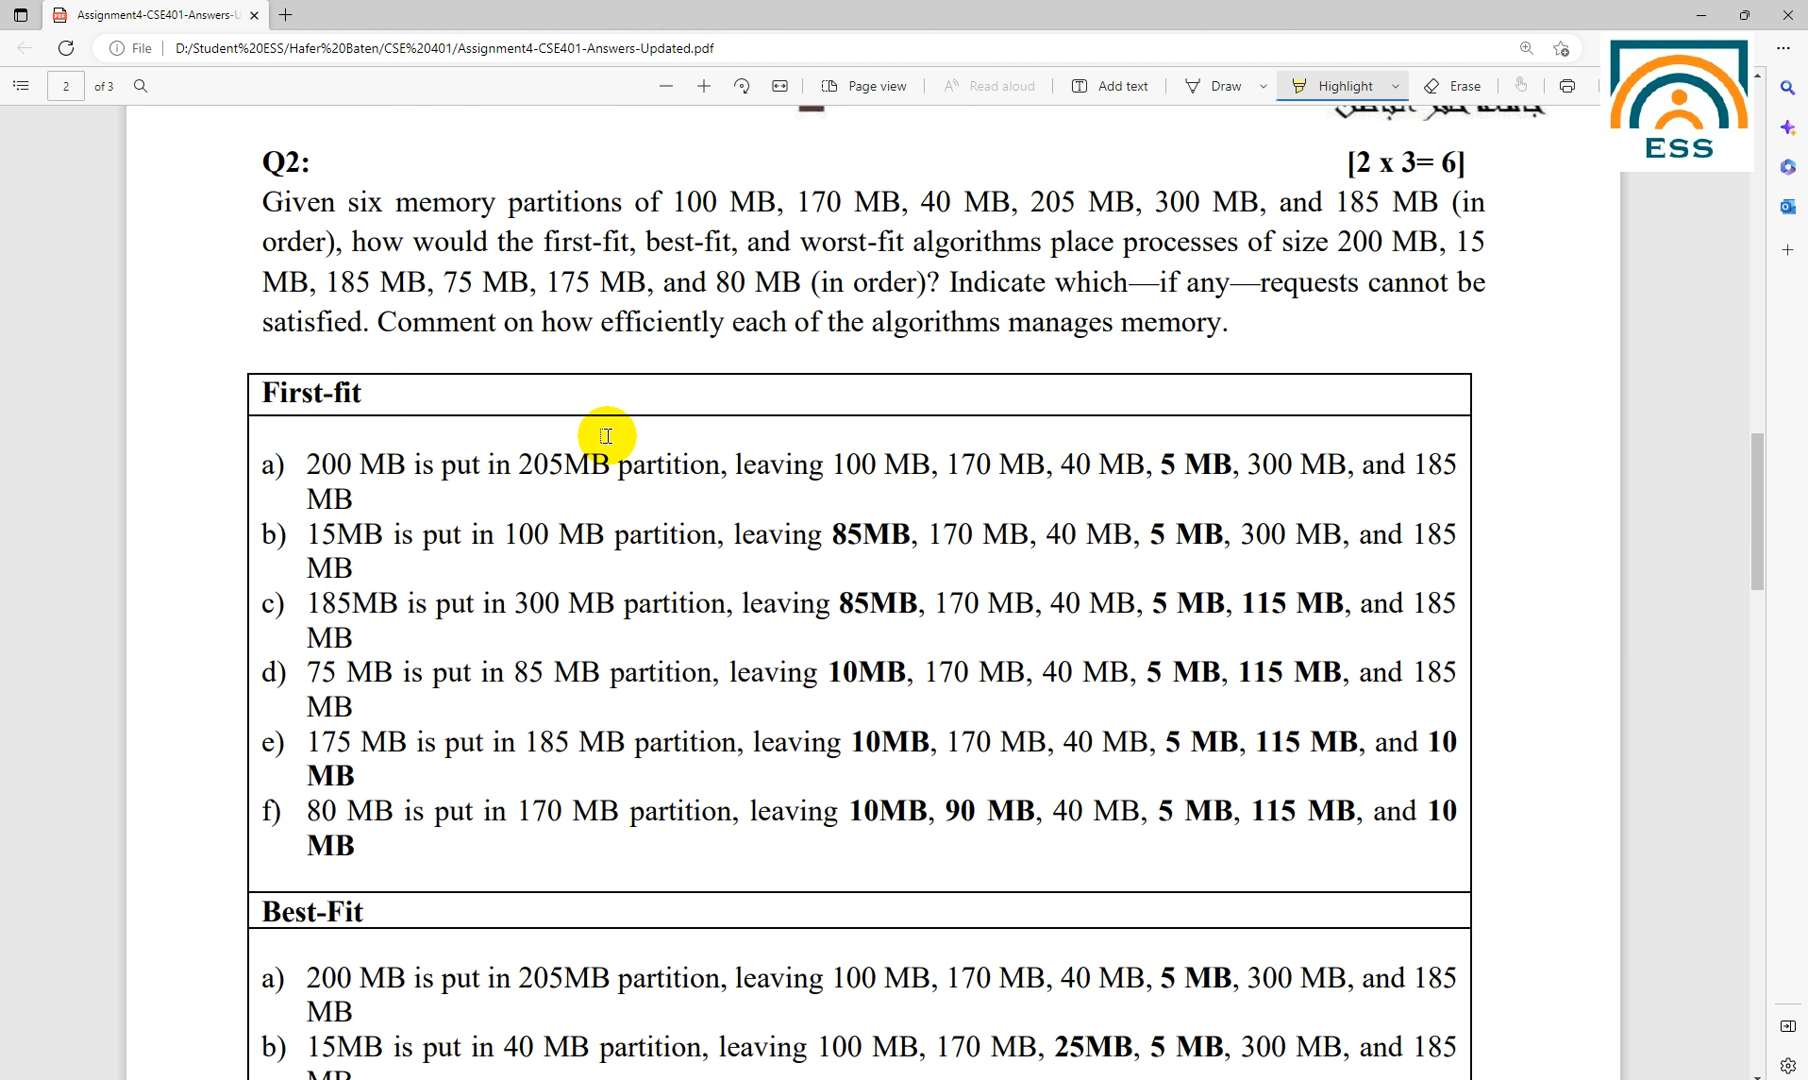 Assignment4-CSE401-Answers-U
File
D:/Student%20ESS/Hafer%20Baten/CSE%20401/Assignment4-CSE401-Answers-Updated.pdf
2 of 3
Page view
Read aloud
Add text
Draw
Highlight
Erase
ESS
Q2: [2 x 3= 6]
Given six memory partitions of 100 MB, 170 MB, 40 MB, 205 MB, 300 MB, and 185 MB (in
order), how would the first-fit, best-fit, and worst-fit algorithms place processes of size 200 MB, 15
MB, 185 MB, 75 MB, 175 MB, and 80 MB (in order)? Indicate which—if any—requests cannot be
satisfied. Comment on how efficiently each of the algorithms manages memory.
First-fit
a) 200 MB is put in 205MB partition, leaving 100 MB, 170 MB, 40 MB, 5 MB, 300 MB, and 185
MB
b) 15MB is put in 100 MB partition, leaving 85MB, 170 MB, 40 MB, 5 MB, 300 MB, and 185
MB
c) 185MB is put in 300 MB partition, leaving 85MB, 170 MB, 40 MB, 5 MB, 115 MB, and 185
MB
d) 75 MB is put in 85 MB partition, leaving 10MB, 170 MB, 40 MB, 5 MB, 115 MB, and 185
MB
e) 175 MB is put in 185 MB partition, leaving 10MB, 170 MB, 40 MB, 5 MB, 115 MB, and 10
MB
f) 80 MB is put in 170 MB partition, leaving 10MB, 90 MB, 40 MB, 5 MB, 115 MB, and 10
MB
Best-Fit
a) 200 MB is put in 205MB partition, leaving 100 MB, 170 MB, 40 MB, 5 MB, 300 MB, and 185
MB
b) 15MB is put in 40 MB partition, leaving 100 MB, 170 MB, 25MB, 5 MB, 300 MB, and 185
MB